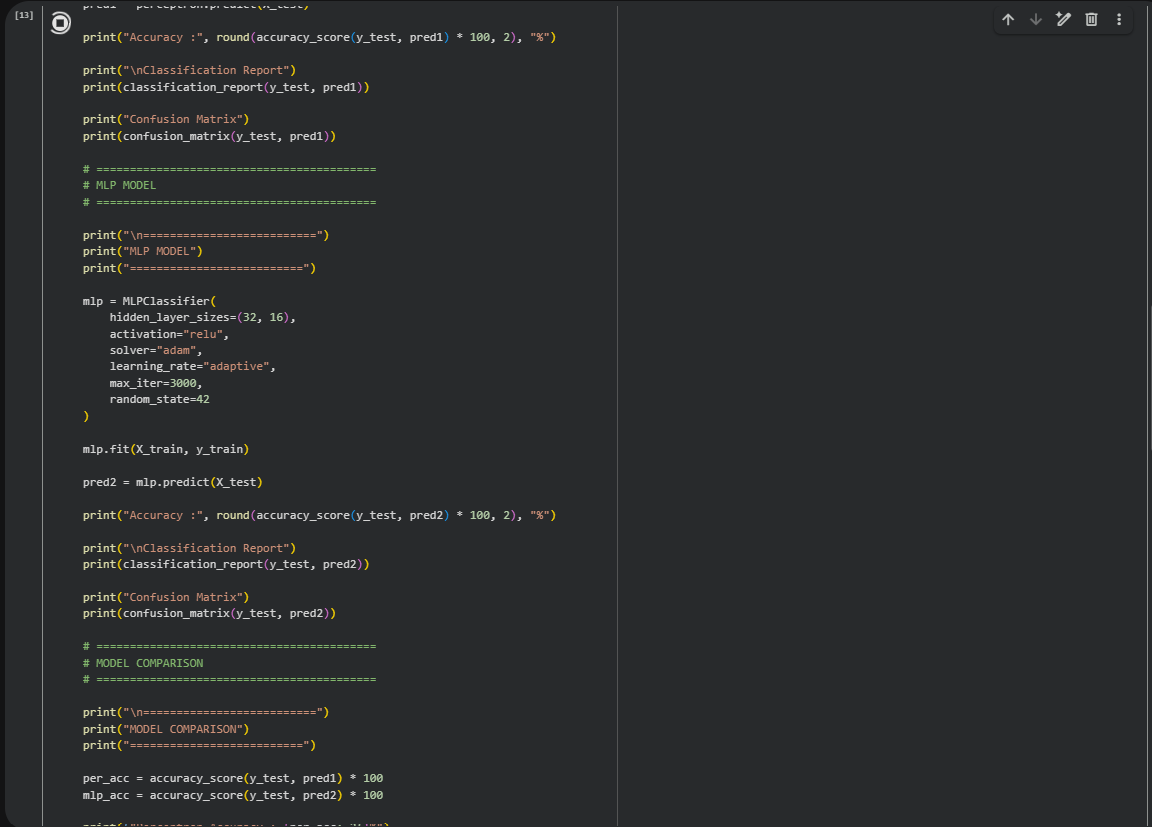 [13]
print("Accuracy :", round(accuracy_score(y_test, pred1) * 100, 2), "%")
print("\nClassification Report")
print(classification_report(y_test, pred1))
print("Confusion Matrix")
print(confusion_matrix(y_test, pred1))
# ==========================================
# MLP MODEL
# ==========================================
print("\n==========================")
print("MLP MODEL")
print("==========================")
mlp = MLPClassifier(
    hidden_layer_sizes=(32, 16),
    activation="relu",
    solver="adam",
    learning_rate="adaptive",
    max_iter=3000,
    random_state=42
)
mlp.fit(X_train, y_train)
pred2 = mlp.predict(X_test)
print("Accuracy :", round(accuracy_score(y_test, pred2) * 100, 2), "%")
print("\nClassification Report")
print(classification_report(y_test, pred2))
print("Confusion Matrix")
print(confusion_matrix(y_test, pred2))
# ==========================================
# MODEL COMPARISON
# ==========================================
print("\n==========================")
print("MODEL COMPARISON")
print("==========================")
per_acc = accuracy_score(y_test, pred1) * 100
mlp_acc = accuracy_score(y_test, pred2) * 100